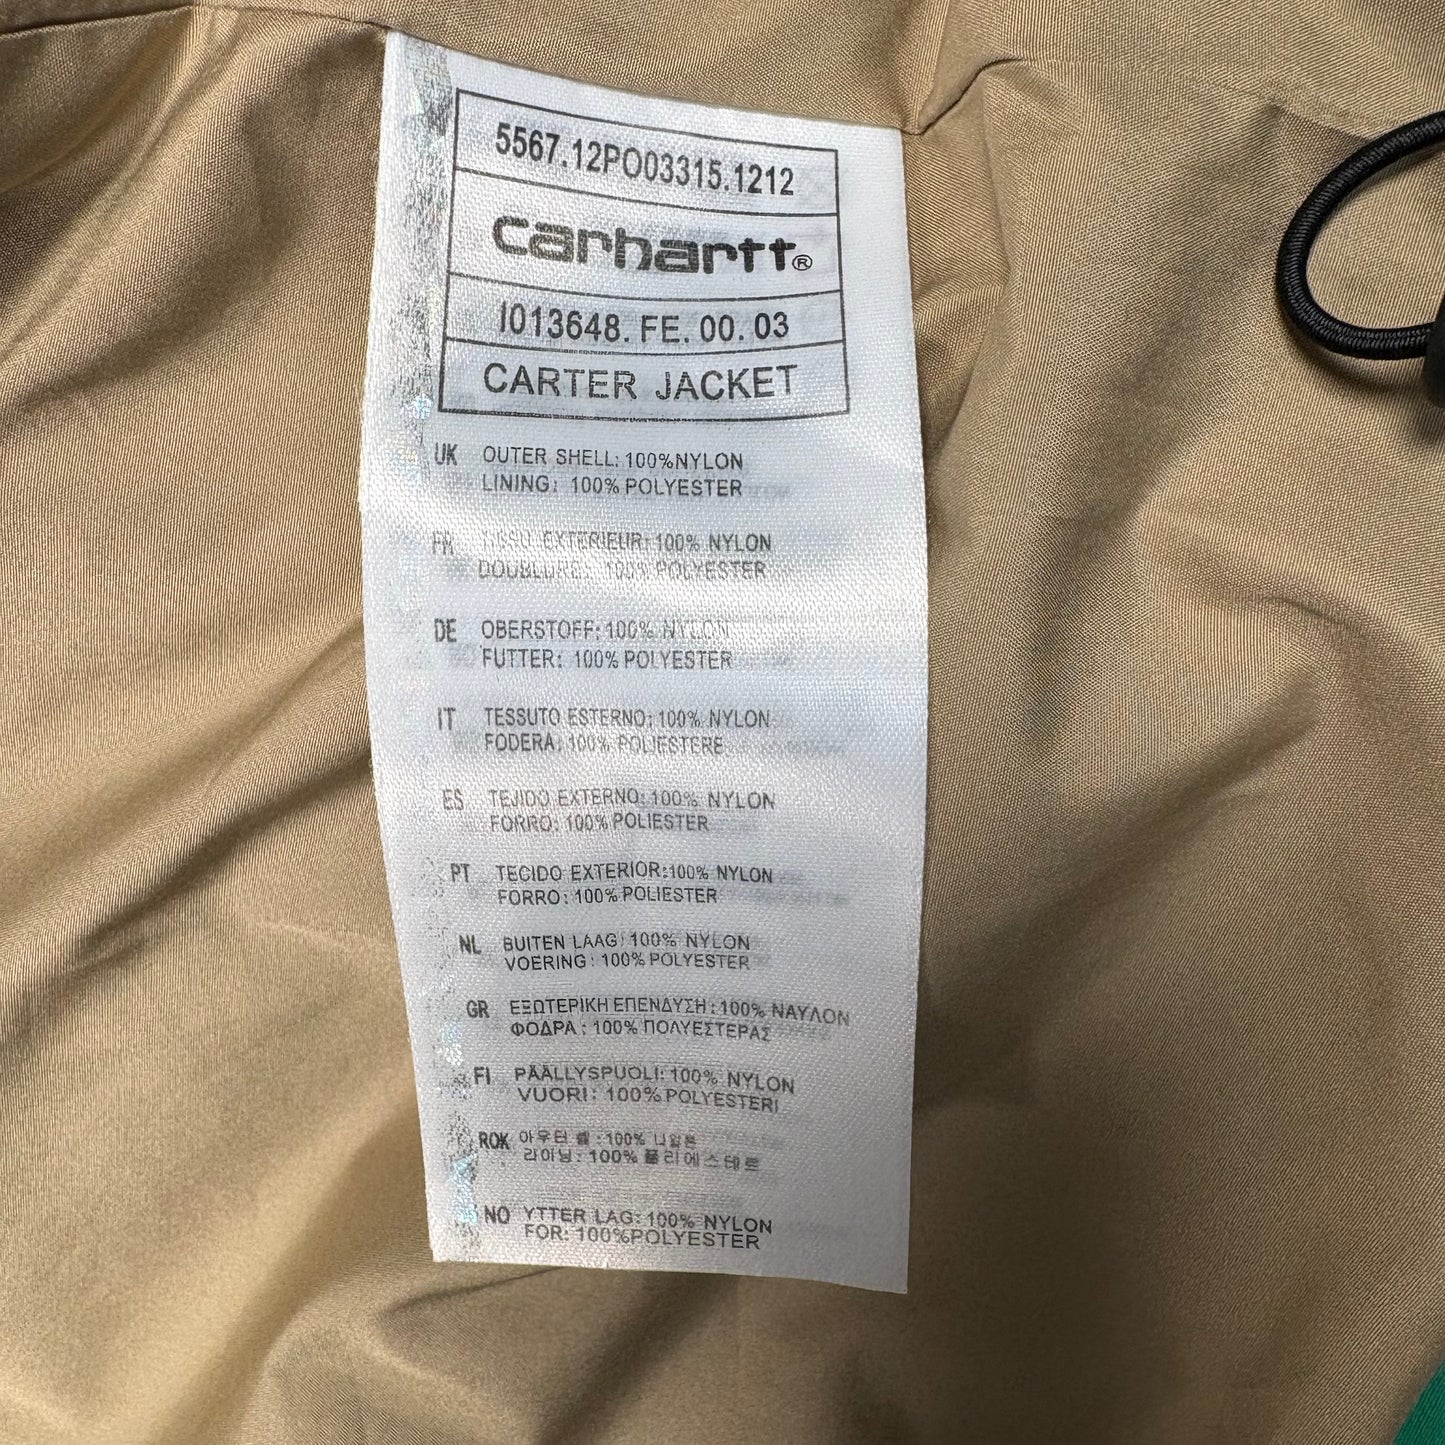 5567.12PO03315.1212
carhartt®
I013648. FE. 00. 03
CARTER JACKET
UK OUTER SHELL: 100%NYLON
LINING: 100% POLYESTER
FR TISSU EXTERIEUR: 100% NYLON
DOUBLURE: 100% POLYESTER
DE OBERSTOFF: 100% NYLON
FUTTER: 100% POLYESTER
IT TESSUTO ESTERNO: 100% NYLON
FODERA: 100% POLIESTERE
ES TEJIDO EXTERNO: 100% NYLON
FORRO: 100% POLIESTER
PT TECIDO EXTERIOR:100% NYLON
FORRO: 100% POLIESTER
NL BUITEN LAAG: 100% NYLON
VOERING: 100% POLYESTER
GR ΕΞΩΤΕΡΙΚΗ ΕΠΕΝΔΥΣΗ: 100% ΝΑΥΛΟΝ
ΦΟΔΡΑ: 100% ΠΟΛΥΕΣΤΕΡΑΣ
FI PÄÄLLYSPUOLI: 100% NYLON
VUORI: 100% POLYESTERI
ROK 아우터 쉘: 100% 나일론
라이닝: 100% 폴리에스테르
NO YTTER LAG: 100% NYLON
FOR: 100%POLYESTER